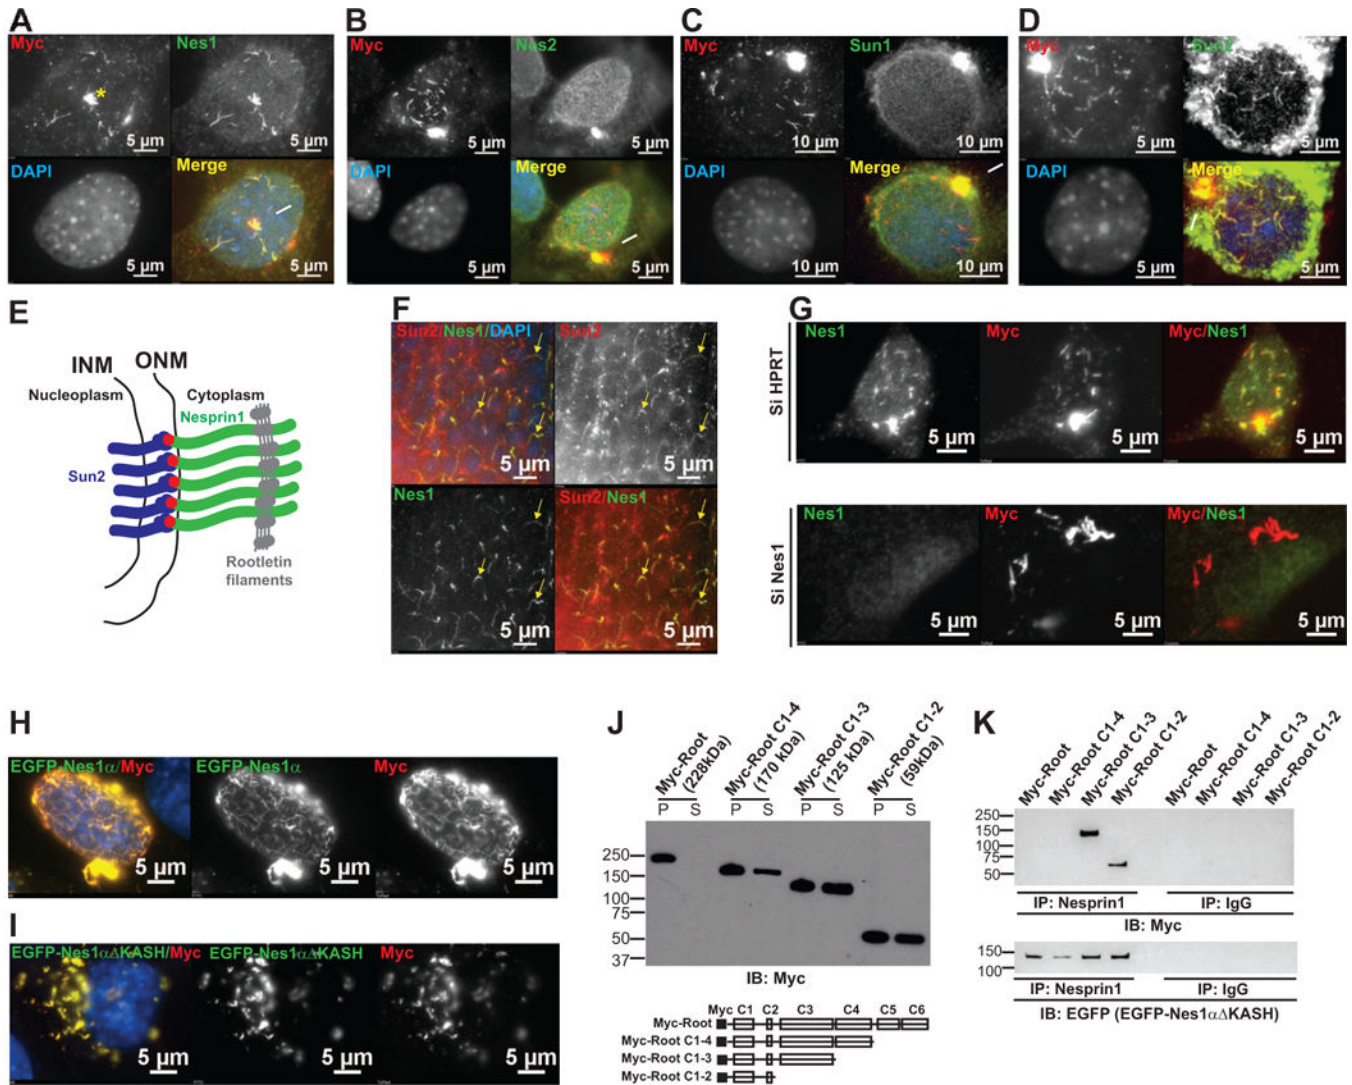 A
Myc
Nes1
*
5 µm
5 µm
DAPI
Merge
5 µm
5 µm
B
Myc
Nes2
5 µm
5 µm
DAPI
Merge
5 µm
5 µm
C
Myc
Sun1
10 µm
10 µm
DAPI
Merge
10 µm
10 µm
D
Myc
Sun2
5 µm
5 µm
DAPI
Merge
5 µm
5 µm
E
INM
ONM
Nucleoplasm
Cytoplasm
Nesprin1
Sun2
Rootletin
filaments
F
Sun2/Nes1/DAPI
Sun2
5 µm
5 µm
Nes1
Sun2/Nes1
5 µm
5 µm
G
Si HPRT
Nes1
Myc
Myc/Nes1
5 µm
5 µm
5 µm
Si Nes1
Nes1
Myc
Myc/Nes1
5 µm
5 µm
5 µm
H
EGFP-Nes1α/Myc
EGFP-Nes1α
Myc
5 µm
5 µm
5 µm
I
EGFP-Nes1αΔKASH/Myc
EGFP-Nes1αΔKASH
Myc
5 µm
5 µm
5 µm
J
Myc-Root
(228kDa)
Myc-Root C1-4
(170 kDa)
Myc-Root C1-3
(125 kDa)
Myc-Root C1-2
(59kDa)
P S P S P S P S
250
150
100
75
50
37
IB: Myc
Myc C1 C2 C3 C4 C5 C6
Myc-Root
Myc-Root C1-4
Myc-Root C1-3
Myc-Root C1-2
K
Myc-Root
Myc-Root C1-4
Myc-Root C1-3
Myc-Root C1-2
Myc-Root
Myc-Root C1-4
Myc-Root C1-3
Myc-Root C1-2
250
150
75
50
IP: Nesprin1
IP: IgG
IB: Myc
150
100
IP: Nesprin1
IP: IgG
IB: EGFP (EGFP-Nes1αΔKASH)